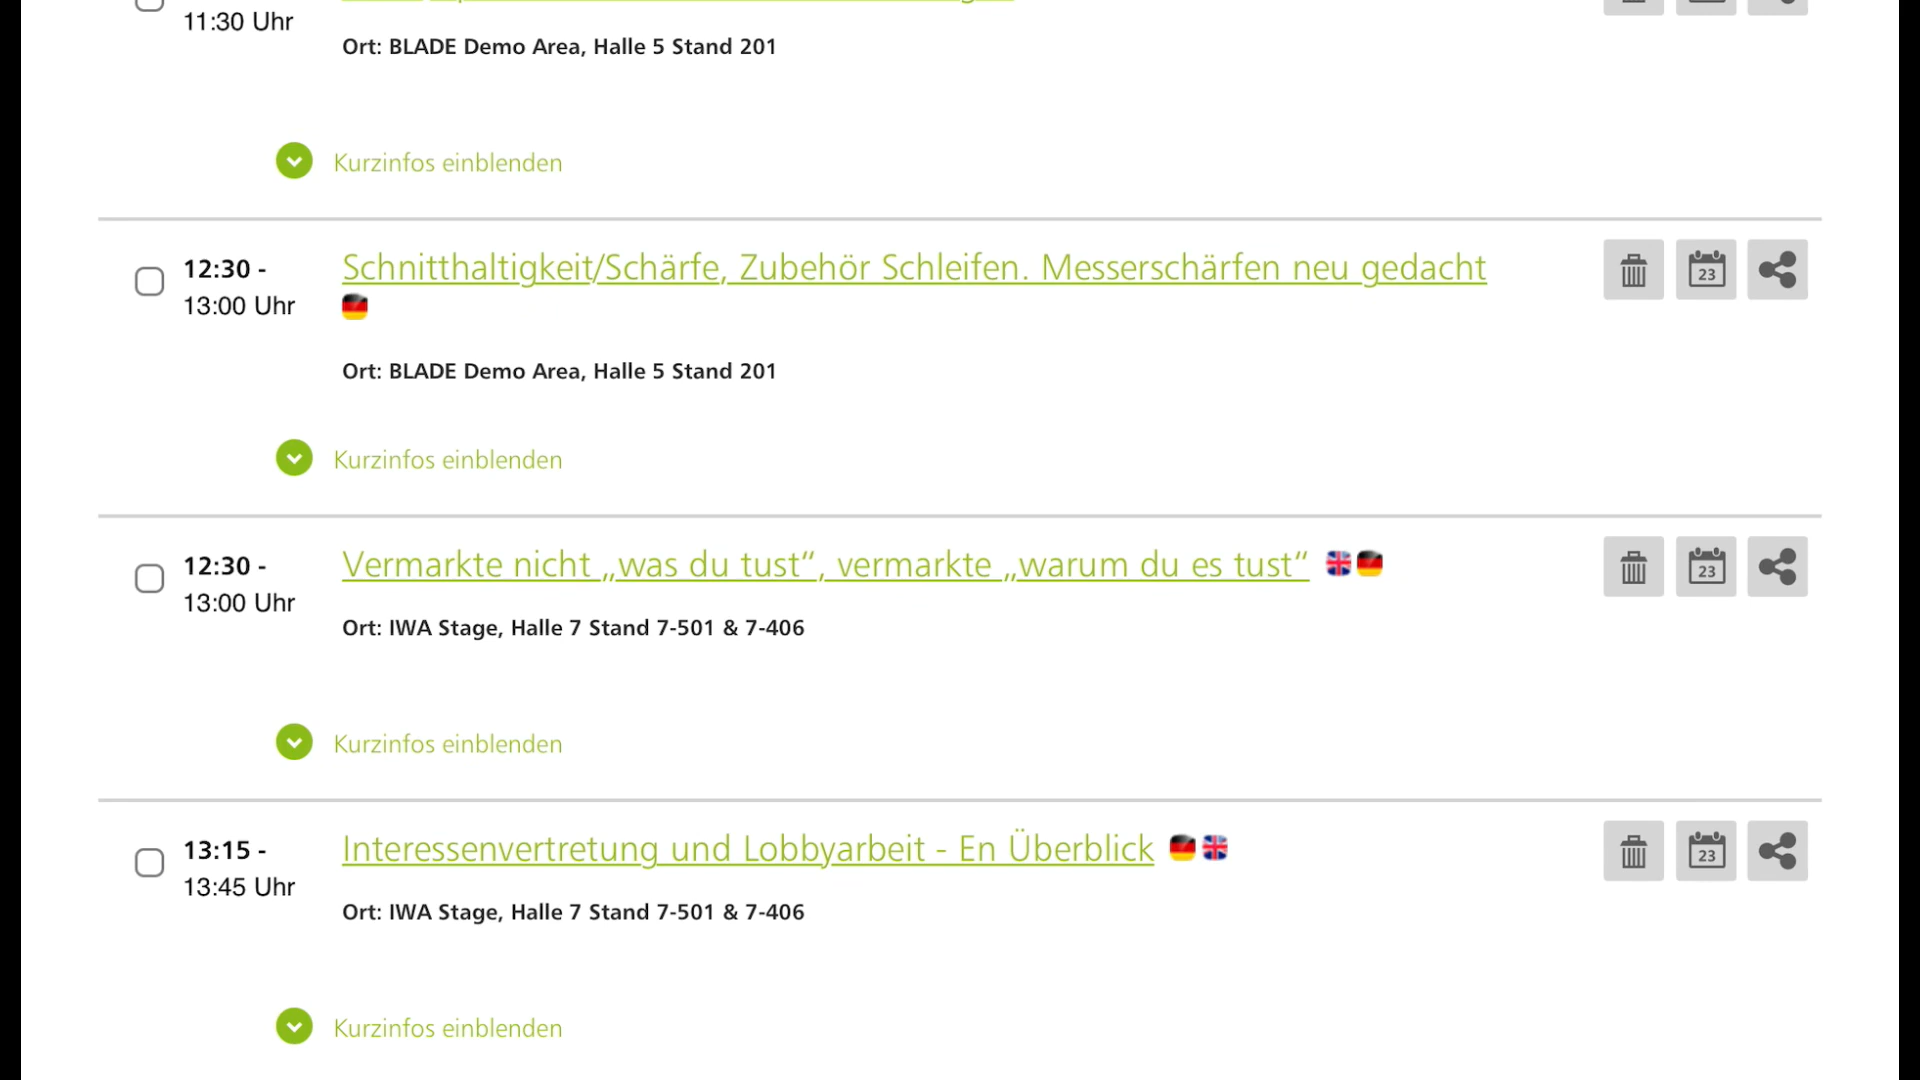 11:30 Uhr
Ort: BLADE Demo Area, Halle 5 Stand 201
Kurzinfos einblenden
12:30 -
13:00 Uhr
Schnitthaltigkeit/Schärfe, Zubehör Schleifen. Messerschärfen neu gedacht
23
Ort: BLADE Demo Area, Halle 5 Stand 201
Kurzinfos einblenden
12:30 -
13:00 Uhr
Vermarkte nicht „was du tust“, vermarkte „warum du es tust“
23
Ort: IWA Stage, Halle 7 Stand 7-501 & 7-406
Kurzinfos einblenden
13:15 -
13:45 Uhr
Interessenvertretung und Lobbyarbeit - En Überblick
23
Ort: IWA Stage, Halle 7 Stand 7-501 & 7-406
Kurzinfos einblenden